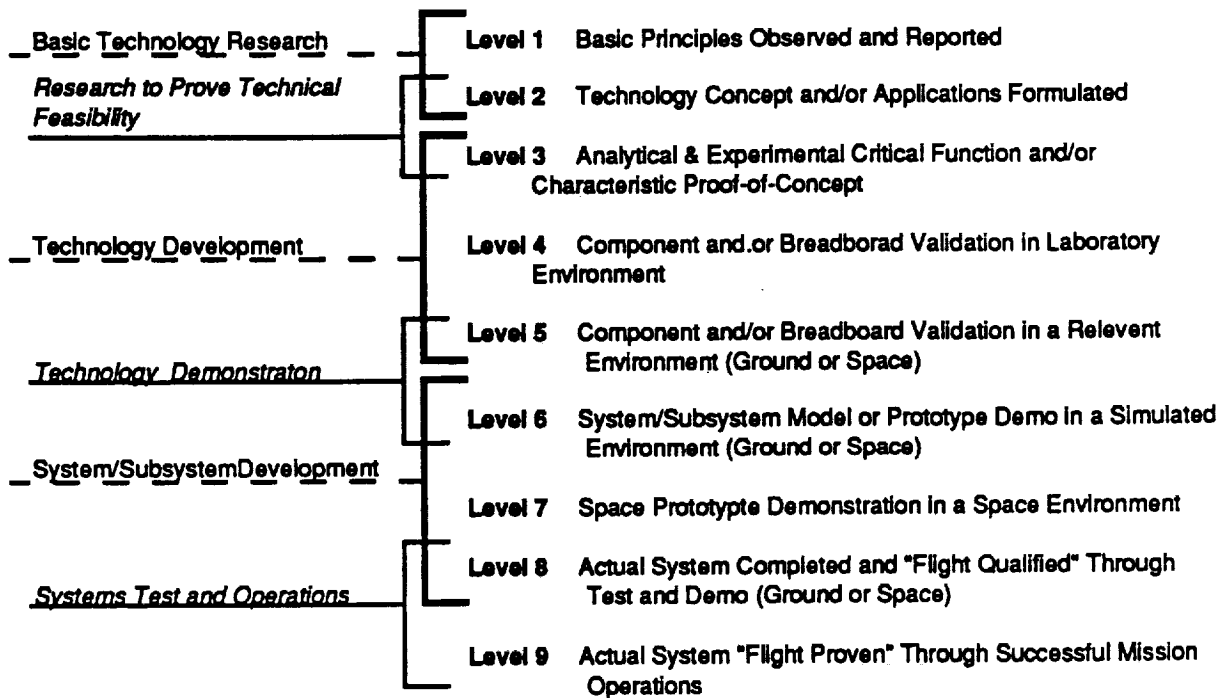 Basic Technology Research
Research to Prove Technical
Feasibility
Technology Development
Technology Demonstraton
System/SubsystemDevelopment
Systems Test and Operations
Level 1 Basic Principles Observed and Reported
Level 2 Technology Concept and/or Applications Formulated
Level 3 Analytical & Experimental Critical Function and/or
Characteristic Proof-of-Concept
Level 4 Component and.or Breadborad Validation in Laboratory
Environment
Level 5 Component and/or Breadboard Validation in a Relevent
Environment (Ground or Space)
Level 6 System/Subsystem Model or Prototype Demo in a Simulated
Environment (Ground or Space)
Level 7 Space Prototypte Demonstration in a Space Environment
Level 8 Actual System Completed and "Flight Qualified" Through
Test and Demo (Ground or Space)
Level 9 Actual System "Flight Proven" Through Successful Mission
Operations